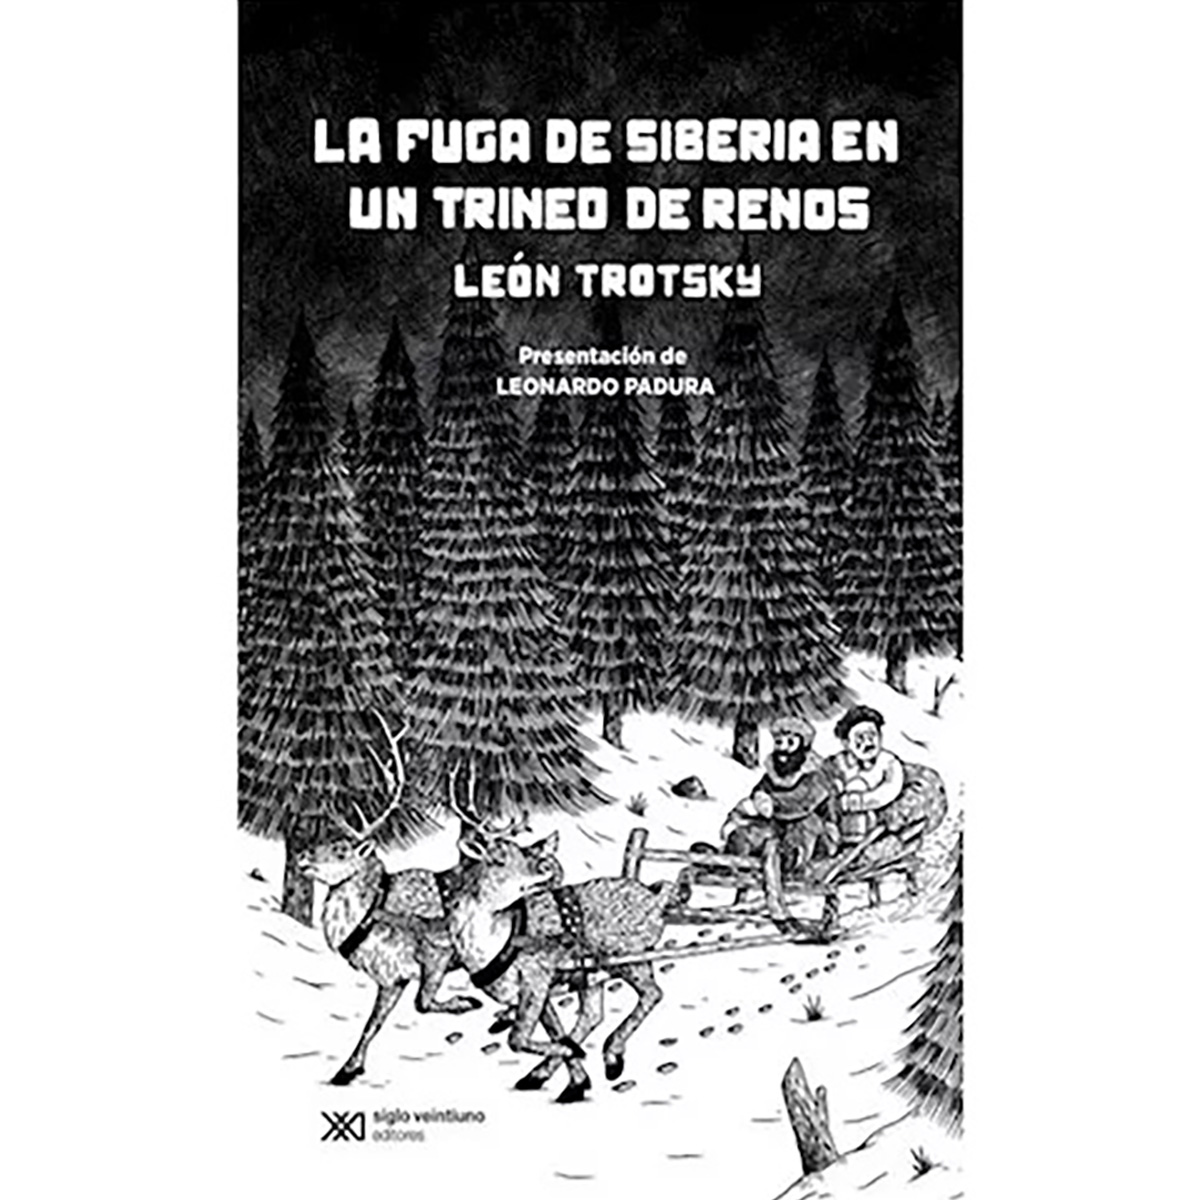 LA FUGA DE SIBERIA EN
UN TRINEO DE RENOS
LEÓN TROTSKY
Presentación de
LEONARDO PADURA
siglo veintiuno
editores